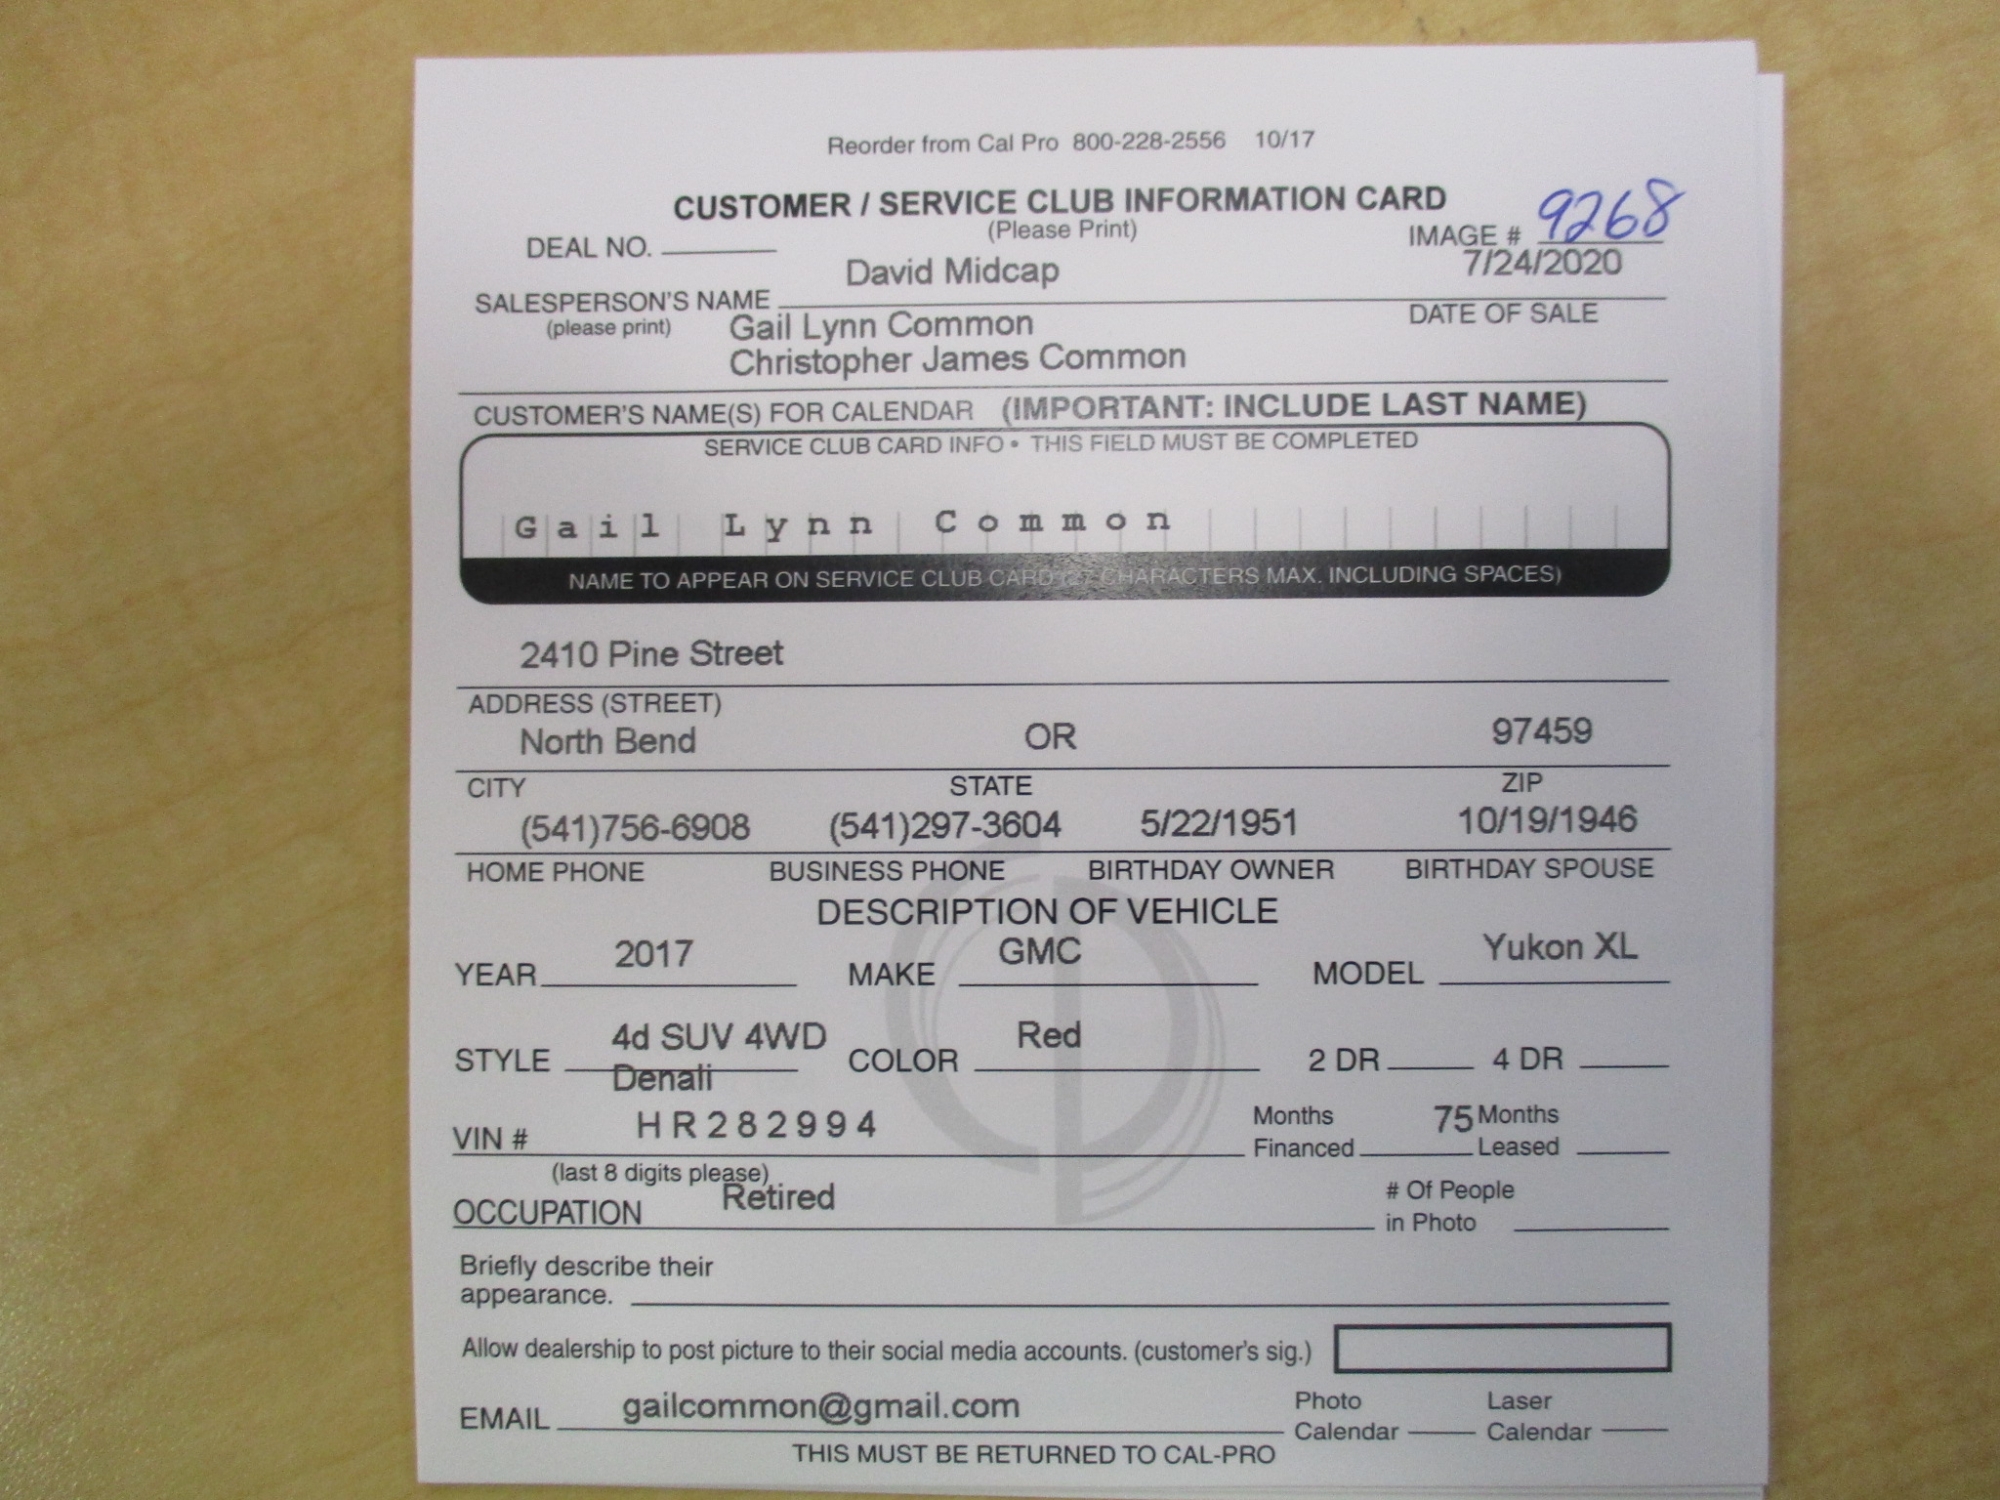 Reorder from Cal Pro 800-228-2556 10/17
CUSTOMER / SERVICE CLUB INFORMATION CARD
(Please Print)
DEAL NO.
IMAGE # 9268
David Midcap
7/24/2020
SALESPERSON'S NAME
(please print)
DATE OF SALE
Gail Lynn Common
Christopher James Common
CUSTOMER'S NAME(S) FOR CALENDAR (IMPORTANT: INCLUDE LAST NAME)
SERVICE CLUB CARD INFO • THIS FIELD MUST BE COMPLETED
Gail Lynn Common
NAME TO APPEAR ON SERVICE CLUB CARD (27 CHARACTERS MAX. INCLUDING SPACES)
2410 Pine Street
ADDRESS (STREET)
North Bend OR 97459
CITY STATE ZIP
(541)756-6908 (541)297-3604 5/22/1951 10/19/1946
HOME PHONE BUSINESS PHONE BIRTHDAY OWNER BIRTHDAY SPOUSE
DESCRIPTION OF VEHICLE
YEAR 2017 MAKE GMC MODEL Yukon XL
STYLE 4d SUV 4WD COLOR Red 2 DR 4 DR
Denali
VIN # HR282994
(last 8 digits please)
Months
Financed 75
Months
Leased
OCCUPATION Retired
# Of People
in Photo
Briefly describe their
appearance.
Allow dealership to post picture to their social media accounts. (customer's sig.)
EMAIL gailcommon@gmail.com
Photo
Calendar
Laser
Calendar
THIS MUST BE RETURNED TO CAL-PRO